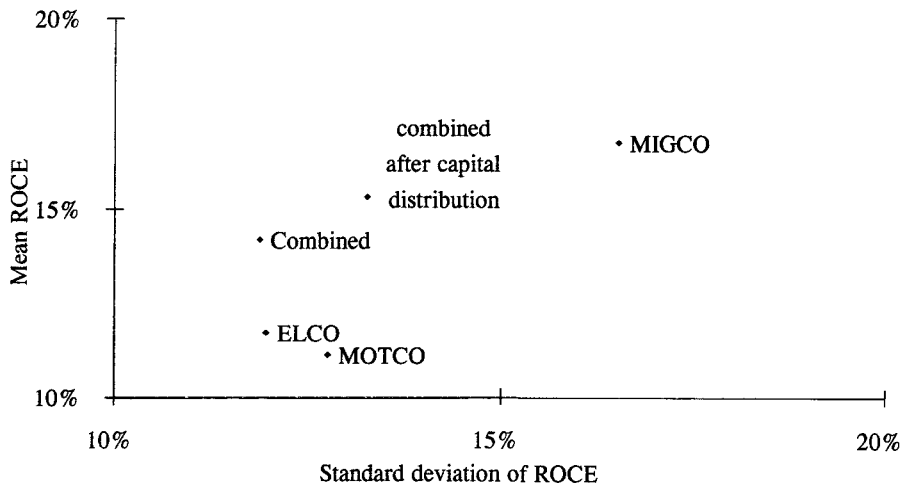 20%
combined
after capital
distribution
MIGCO
15%
Combined
ELCO
MOTCO
10%
Mean ROCE
10%
15%
20%
Standard deviation of ROCE